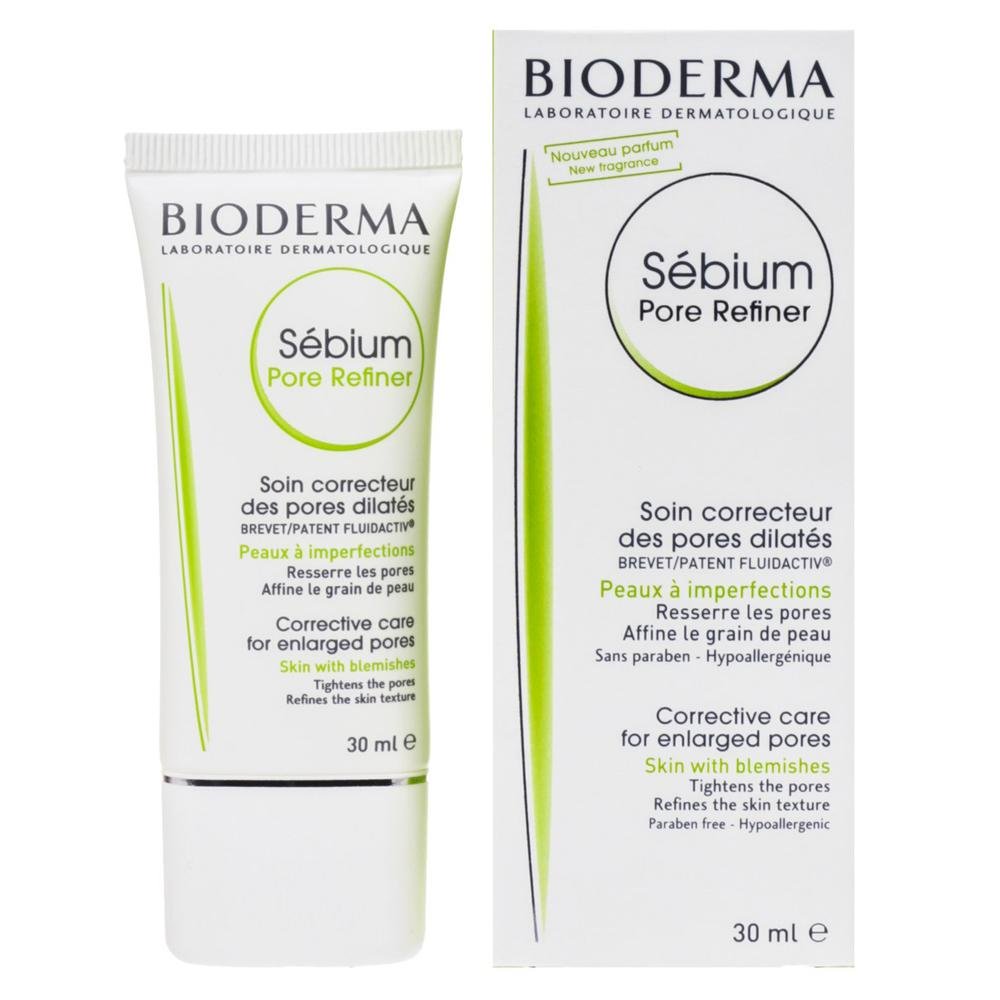 BIODERMA
LABORATOIRE DERMATOLOGIQUE
Sébium
Pore Refiner
Soin correcteur
des pores dilatés
BREVET/PATENT FLUIDACTIV®
Peaux à imperfections
Resserre les pores
Affine le grain de peau
Corrective care
for enlarged pores
Skin with blemishes
Tightens the pores
Refines the skin texture
30 ml ℮
BIODERMA
LABORATOIRE DERMATOLOGIQUE
Nouveau parfum
New fragrance
Sébium
Pore Refiner
Soin correcteur
des pores dilatés
BREVET/PATENT FLUIDACTIV®
Peaux à imperfections
Resserre les pores
Affine le grain de peau
Sans paraben - Hypoallergénique
Corrective care
for enlarged pores
Skin with blemishes
Tightens the pores
Refines the skin texture
Paraben free - Hypoallergenic
30 ml ℮